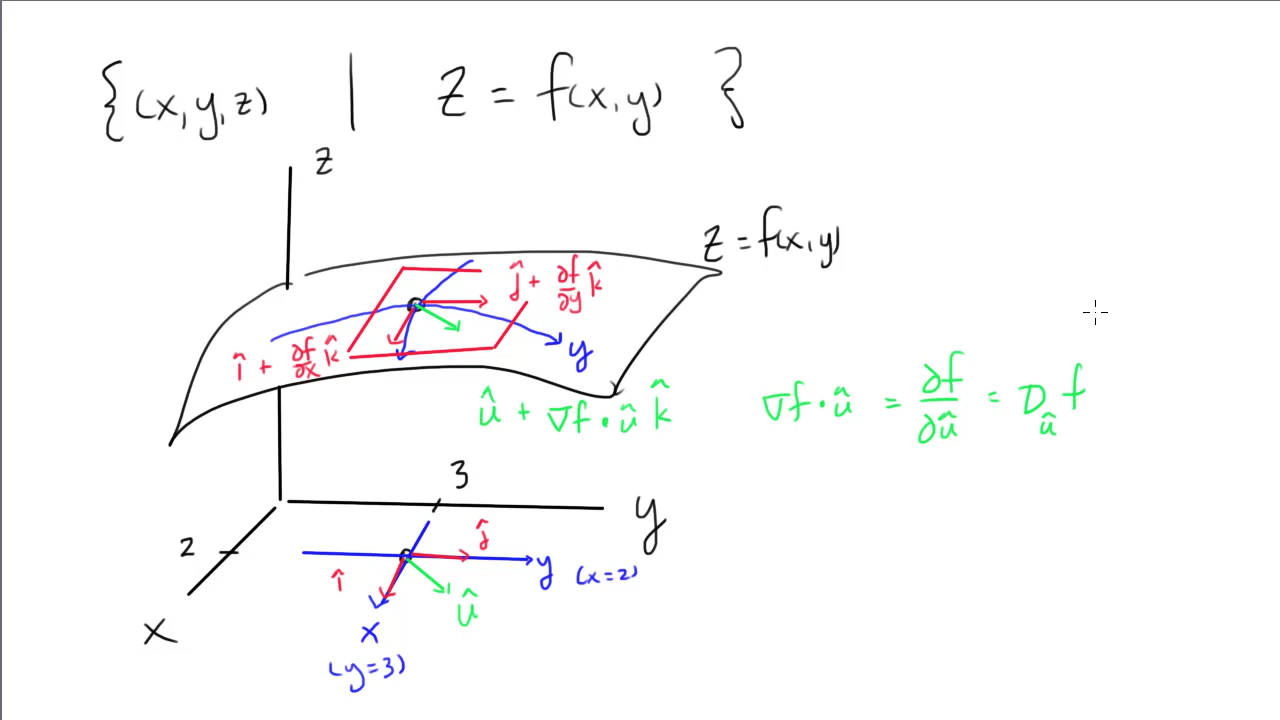 {(x,y,z) | z = f(x,y) }
z
z = f(x,y)
ĵ + ∂f/∂y k̂
î + ∂f/∂x k̂
y
û + ∇f·û k̂
∇f·û = ∂f/∂û = D_û f
3
y
2
ĵ
î
y (x=2)
û
x
x
(y=3)